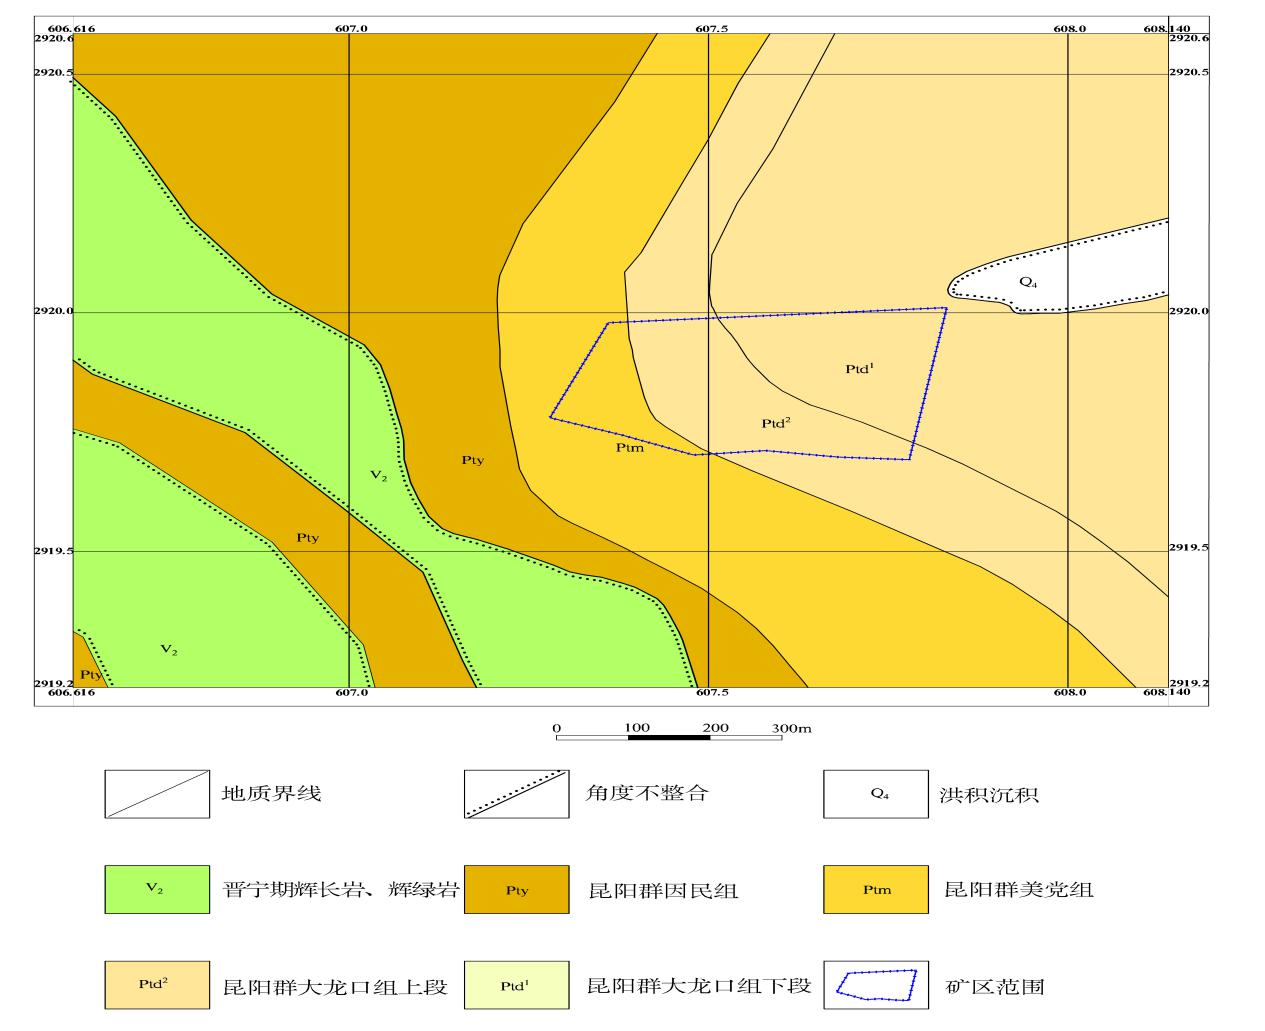 606.616 607.0 607.5 608.0 608.140
2920.6 2920.6
2920.5 2920.5
Q4
2920.0 2920.0
Ptd1
Ptd2
Ptm
Pty
V2
Pty
2919.5 2919.5
V2
Pty
2919.2 2919.2
606.616 607.0 607.5 608.0 608.140
0 100 200 300m
地质界线 角度不整合 Q4 洪积沉积
V2 晋宁期辉长岩、辉绿岩 Pty 昆阳群因民组 Ptm 昆阳群美党组
Ptd2 昆阳群大龙口组上段 Ptd1 昆阳群大龙口组下段 矿区范围